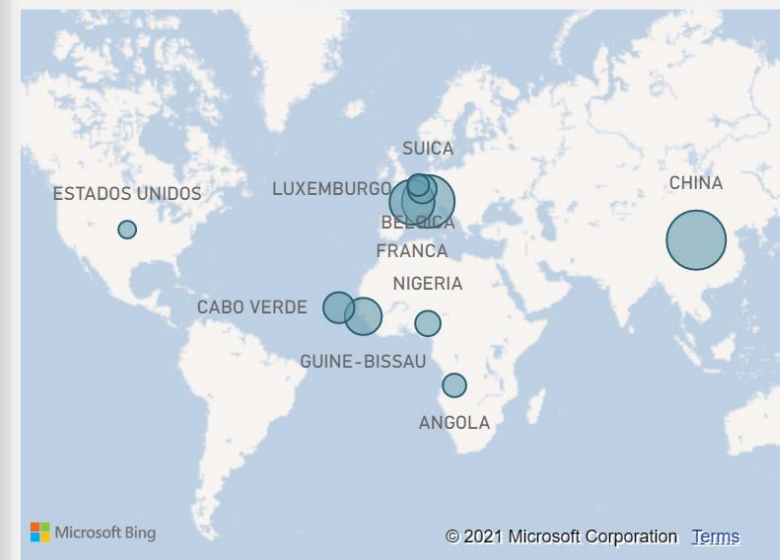 SUICA
CHINA
ESTADOS UNIDOS
LUXEMBURGO
BELGICA
FRANCA
NIGERIA
CABO VERDE
GUINE-BISSAU
ANGOLA
Microsoft Bing
© 2021 Microsoft Corporation Terms